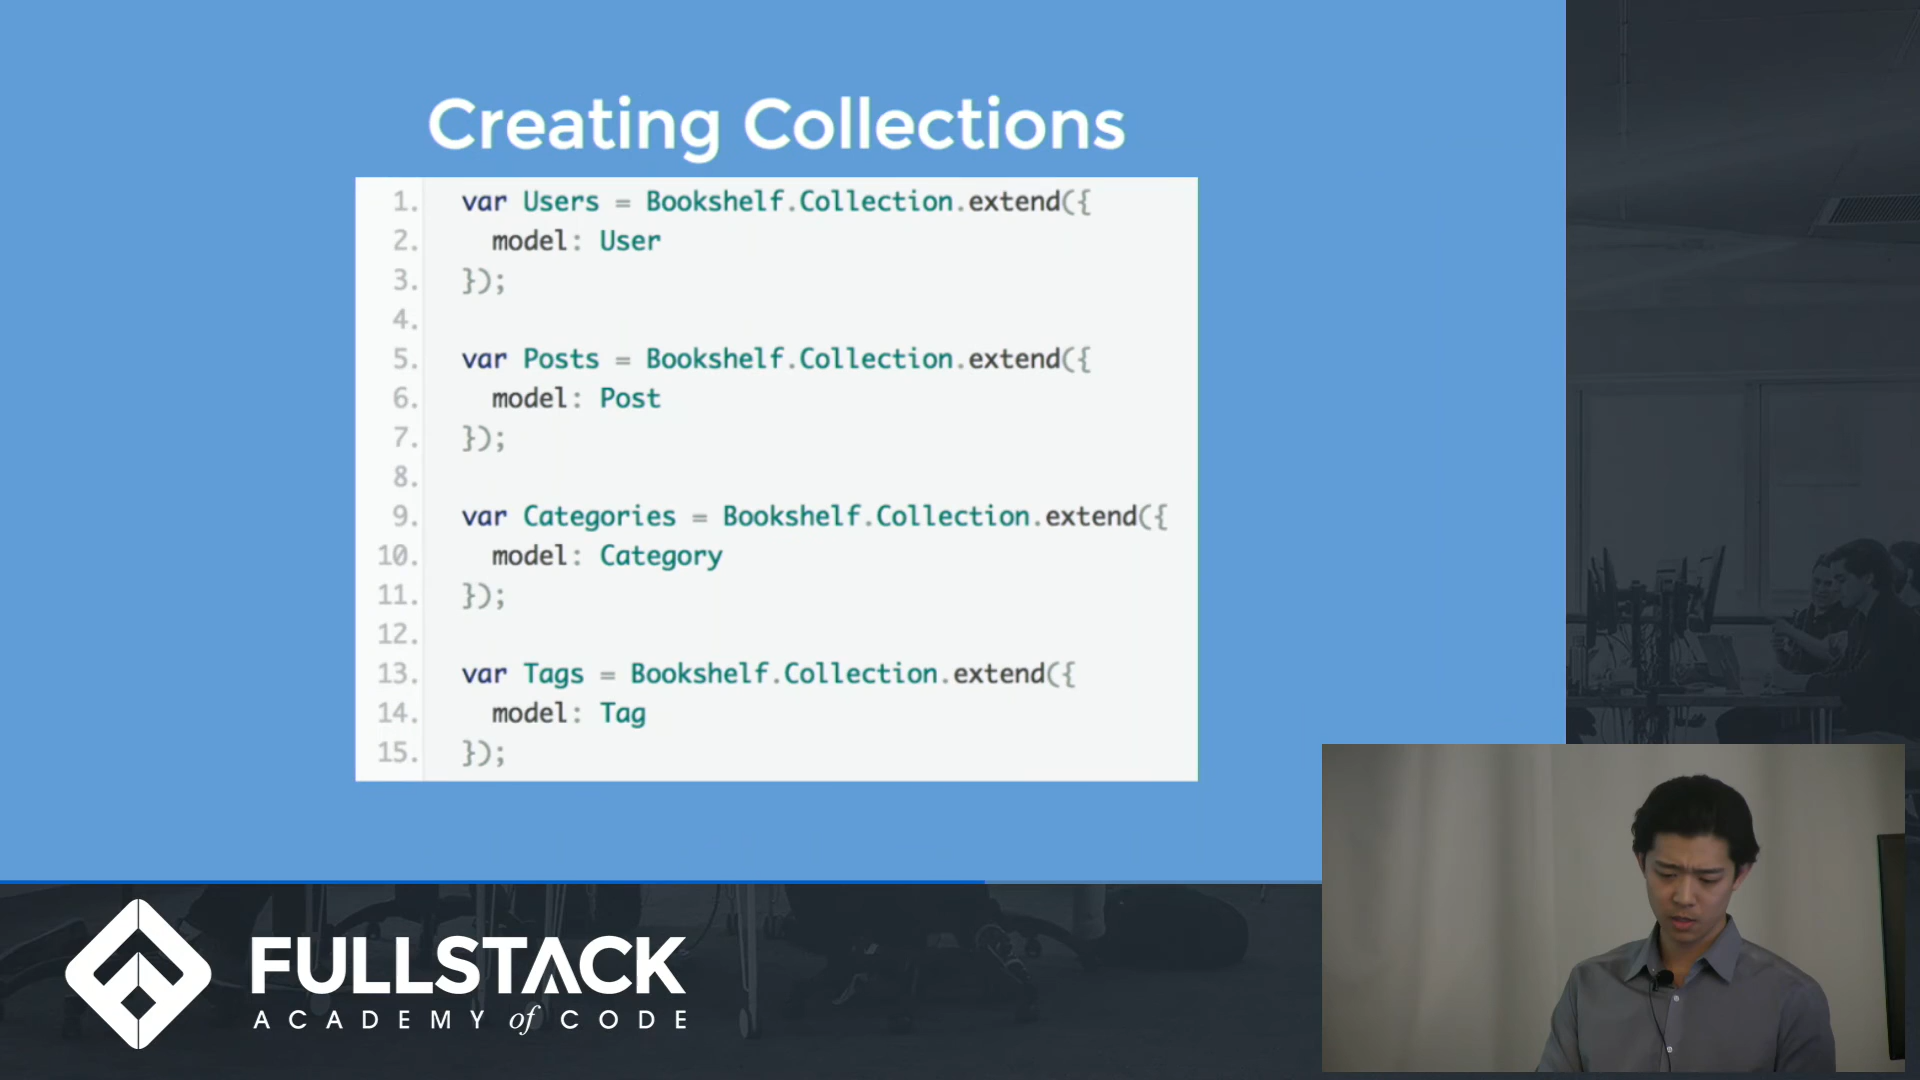 Creating Collections
1. var Users = Bookshelf.Collection.extend({
2. model: User
3. });
4.
5. var Posts = Bookshelf.Collection.extend({
6. model: Post
7. });
8.
9. var Categories = Bookshelf.Collection.extend({
10. model: Category
11. });
12.
13. var Tags = Bookshelf.Collection.extend({
14. model: Tag
15. });
FULLSTACK
ACADEMY of CODE